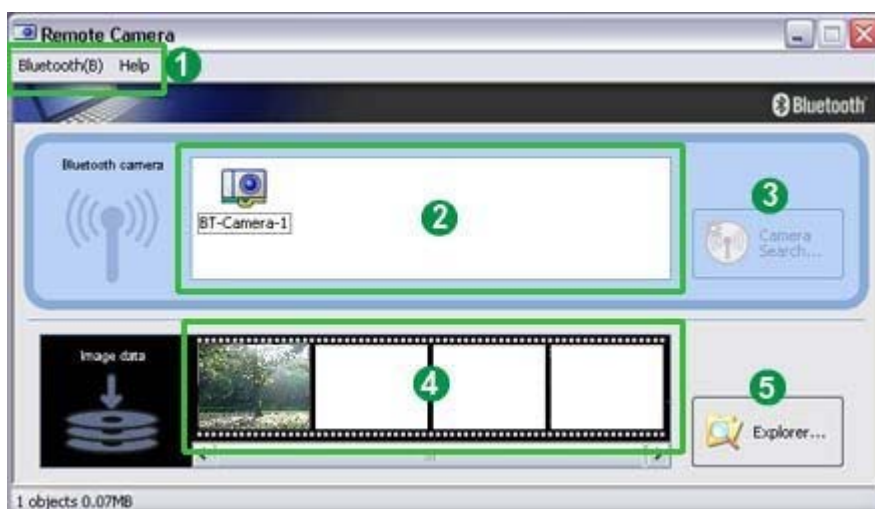 Remote Camera
Bluetooth(B) Help 1
Bluetooth
Bluetooth camera
BT-Camera-1
2
3
Camera
Search...
Image data
4
5
Explorer...
1 objects 0.07MB